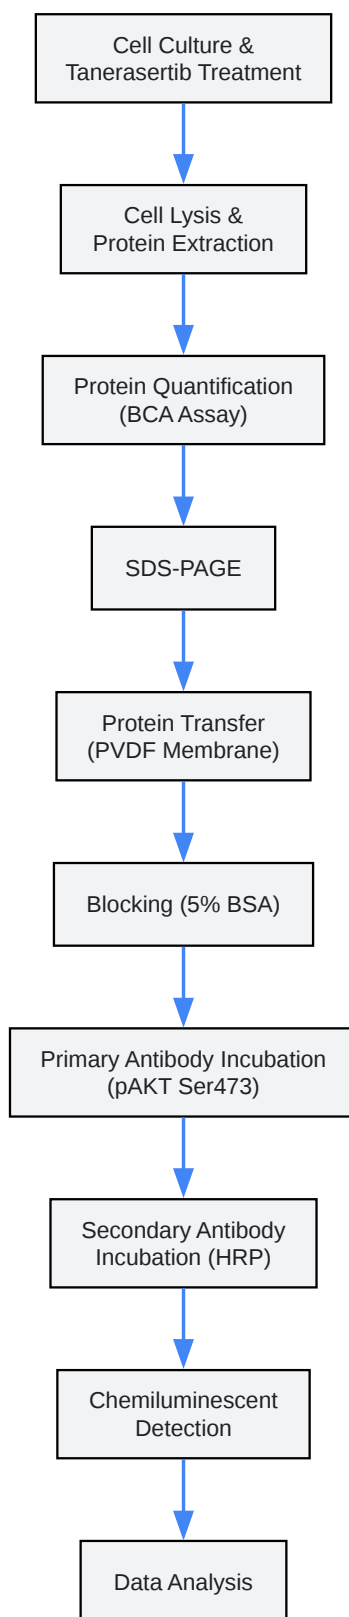 Cell Culture &
Tanerasertib Treatment
Cell Lysis &
Protein Extraction
Protein Quantification
(BCA Assay)
SDS-PAGE
Protein Transfer
(PVDF Membrane)
Blocking (5% BSA)
Primary Antibody Incubation
(pAKT Ser473)
Secondary Antibody
Incubation (HRP)
Chemiluminescent
Detection
Data Analysis